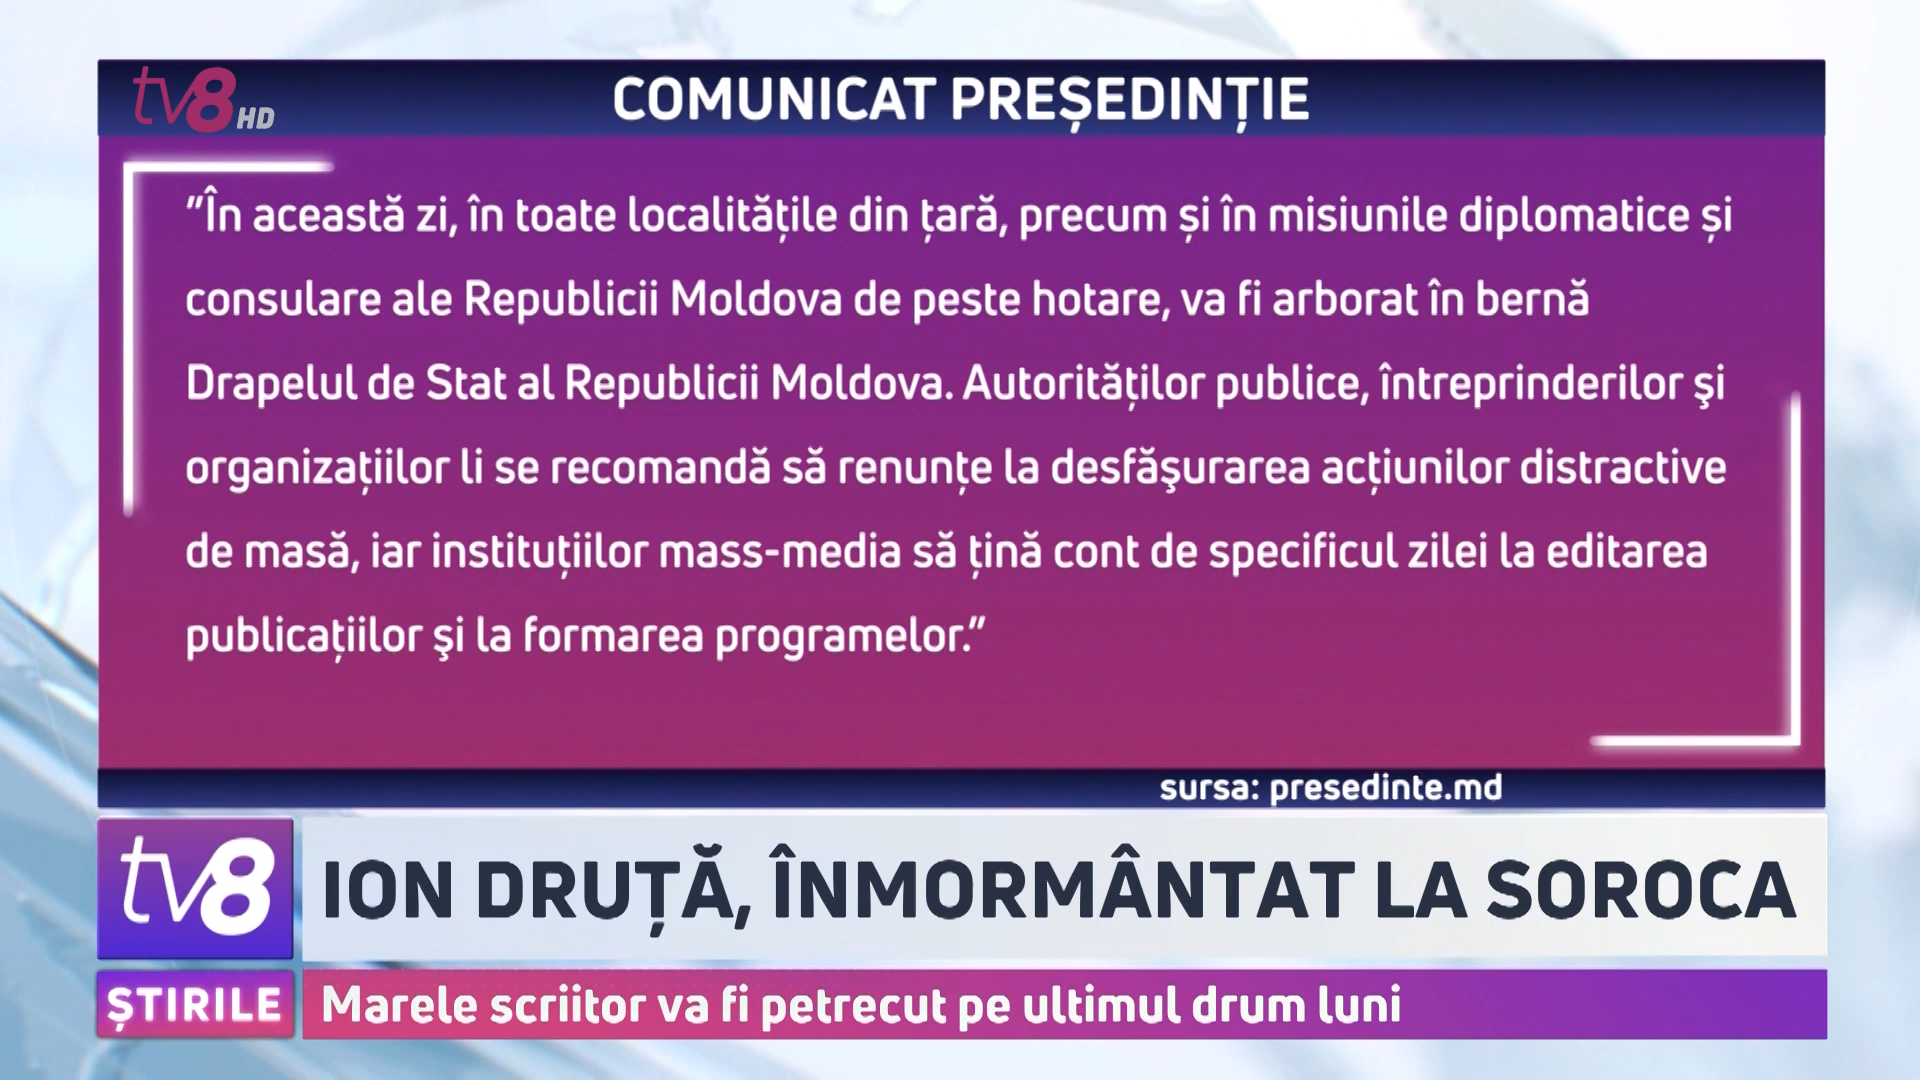 tv8 HD
COMUNICAT PREȘEDINȚIE
”În această zi, în toate localitățile din țară, precum și în misiunile diplomatice și
consulare ale Republicii Moldova de peste hotare, va fi arborat în bernă
Drapelul de Stat al Republicii Moldova. Autorităților publice, întreprinderilor şi
organizațiilor li se recomandă să renunțe la desfăşurarea acțiunilor distractive
de masă, iar instituțiilor mass-media să țină cont de specificul zilei la editarea
publicațiilor şi la formarea programelor.”
sursa: presedinte.md
tv8
ION DRUȚĂ, ÎNMORMÂNTAT LA SOROCA
ȘTIRILE
Marele scriitor va fi petrecut pe ultimul drum luni